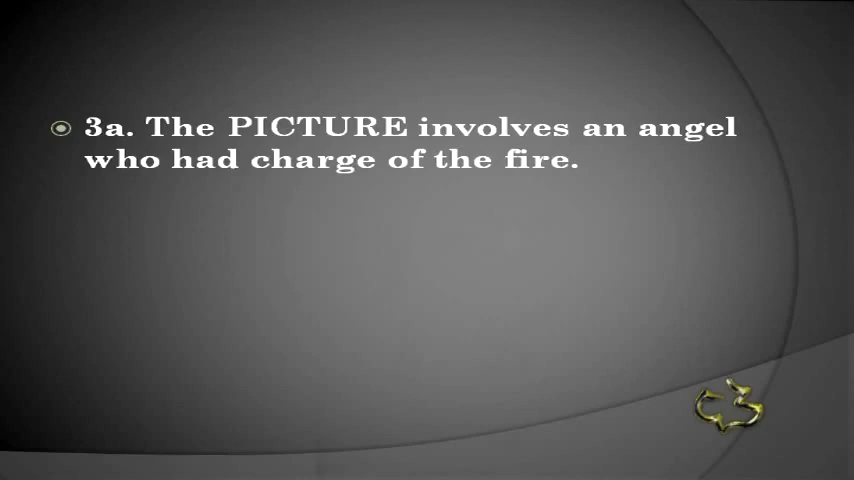 3a. The PICTURE involves an angel
who had charge of the fire.